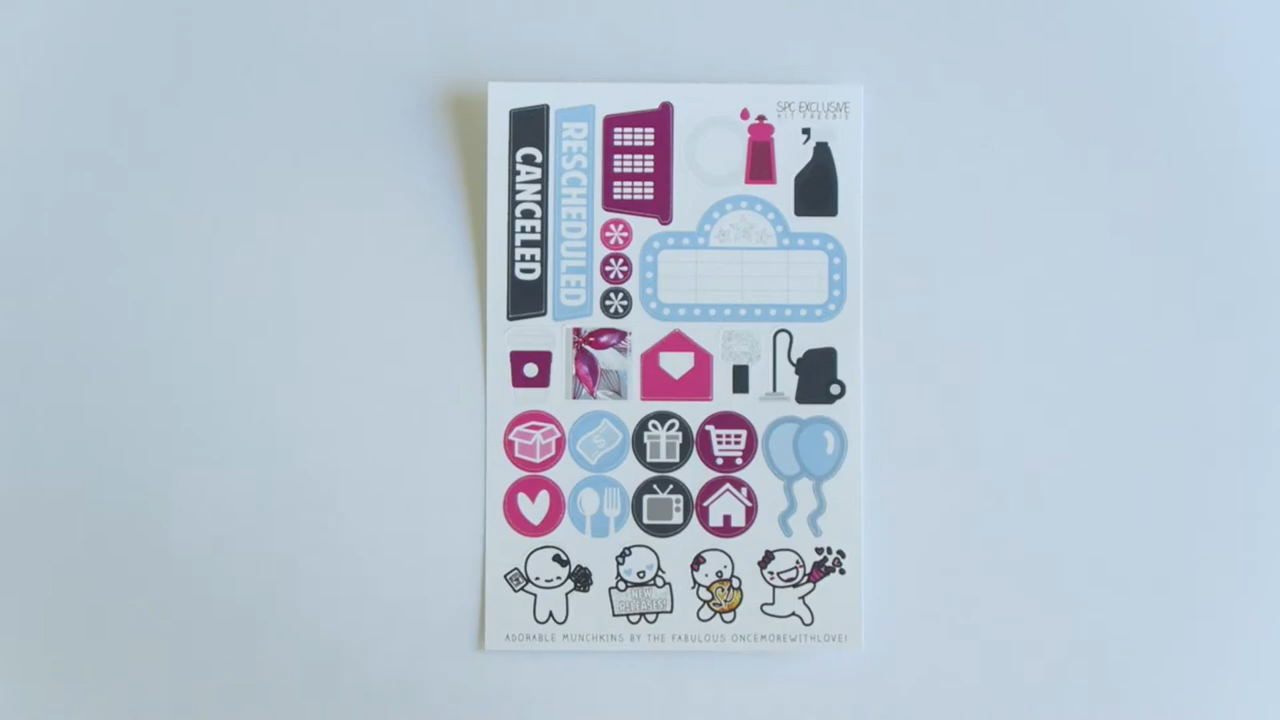 SPC EXCLUSIVE
KIT FREEBIE
CANCELED
RESCHEDULED
NEW
RELEASES!
ADORABLE MUNCHKINS BY THE FABULOUS ONCEMOREWITHLOVE!